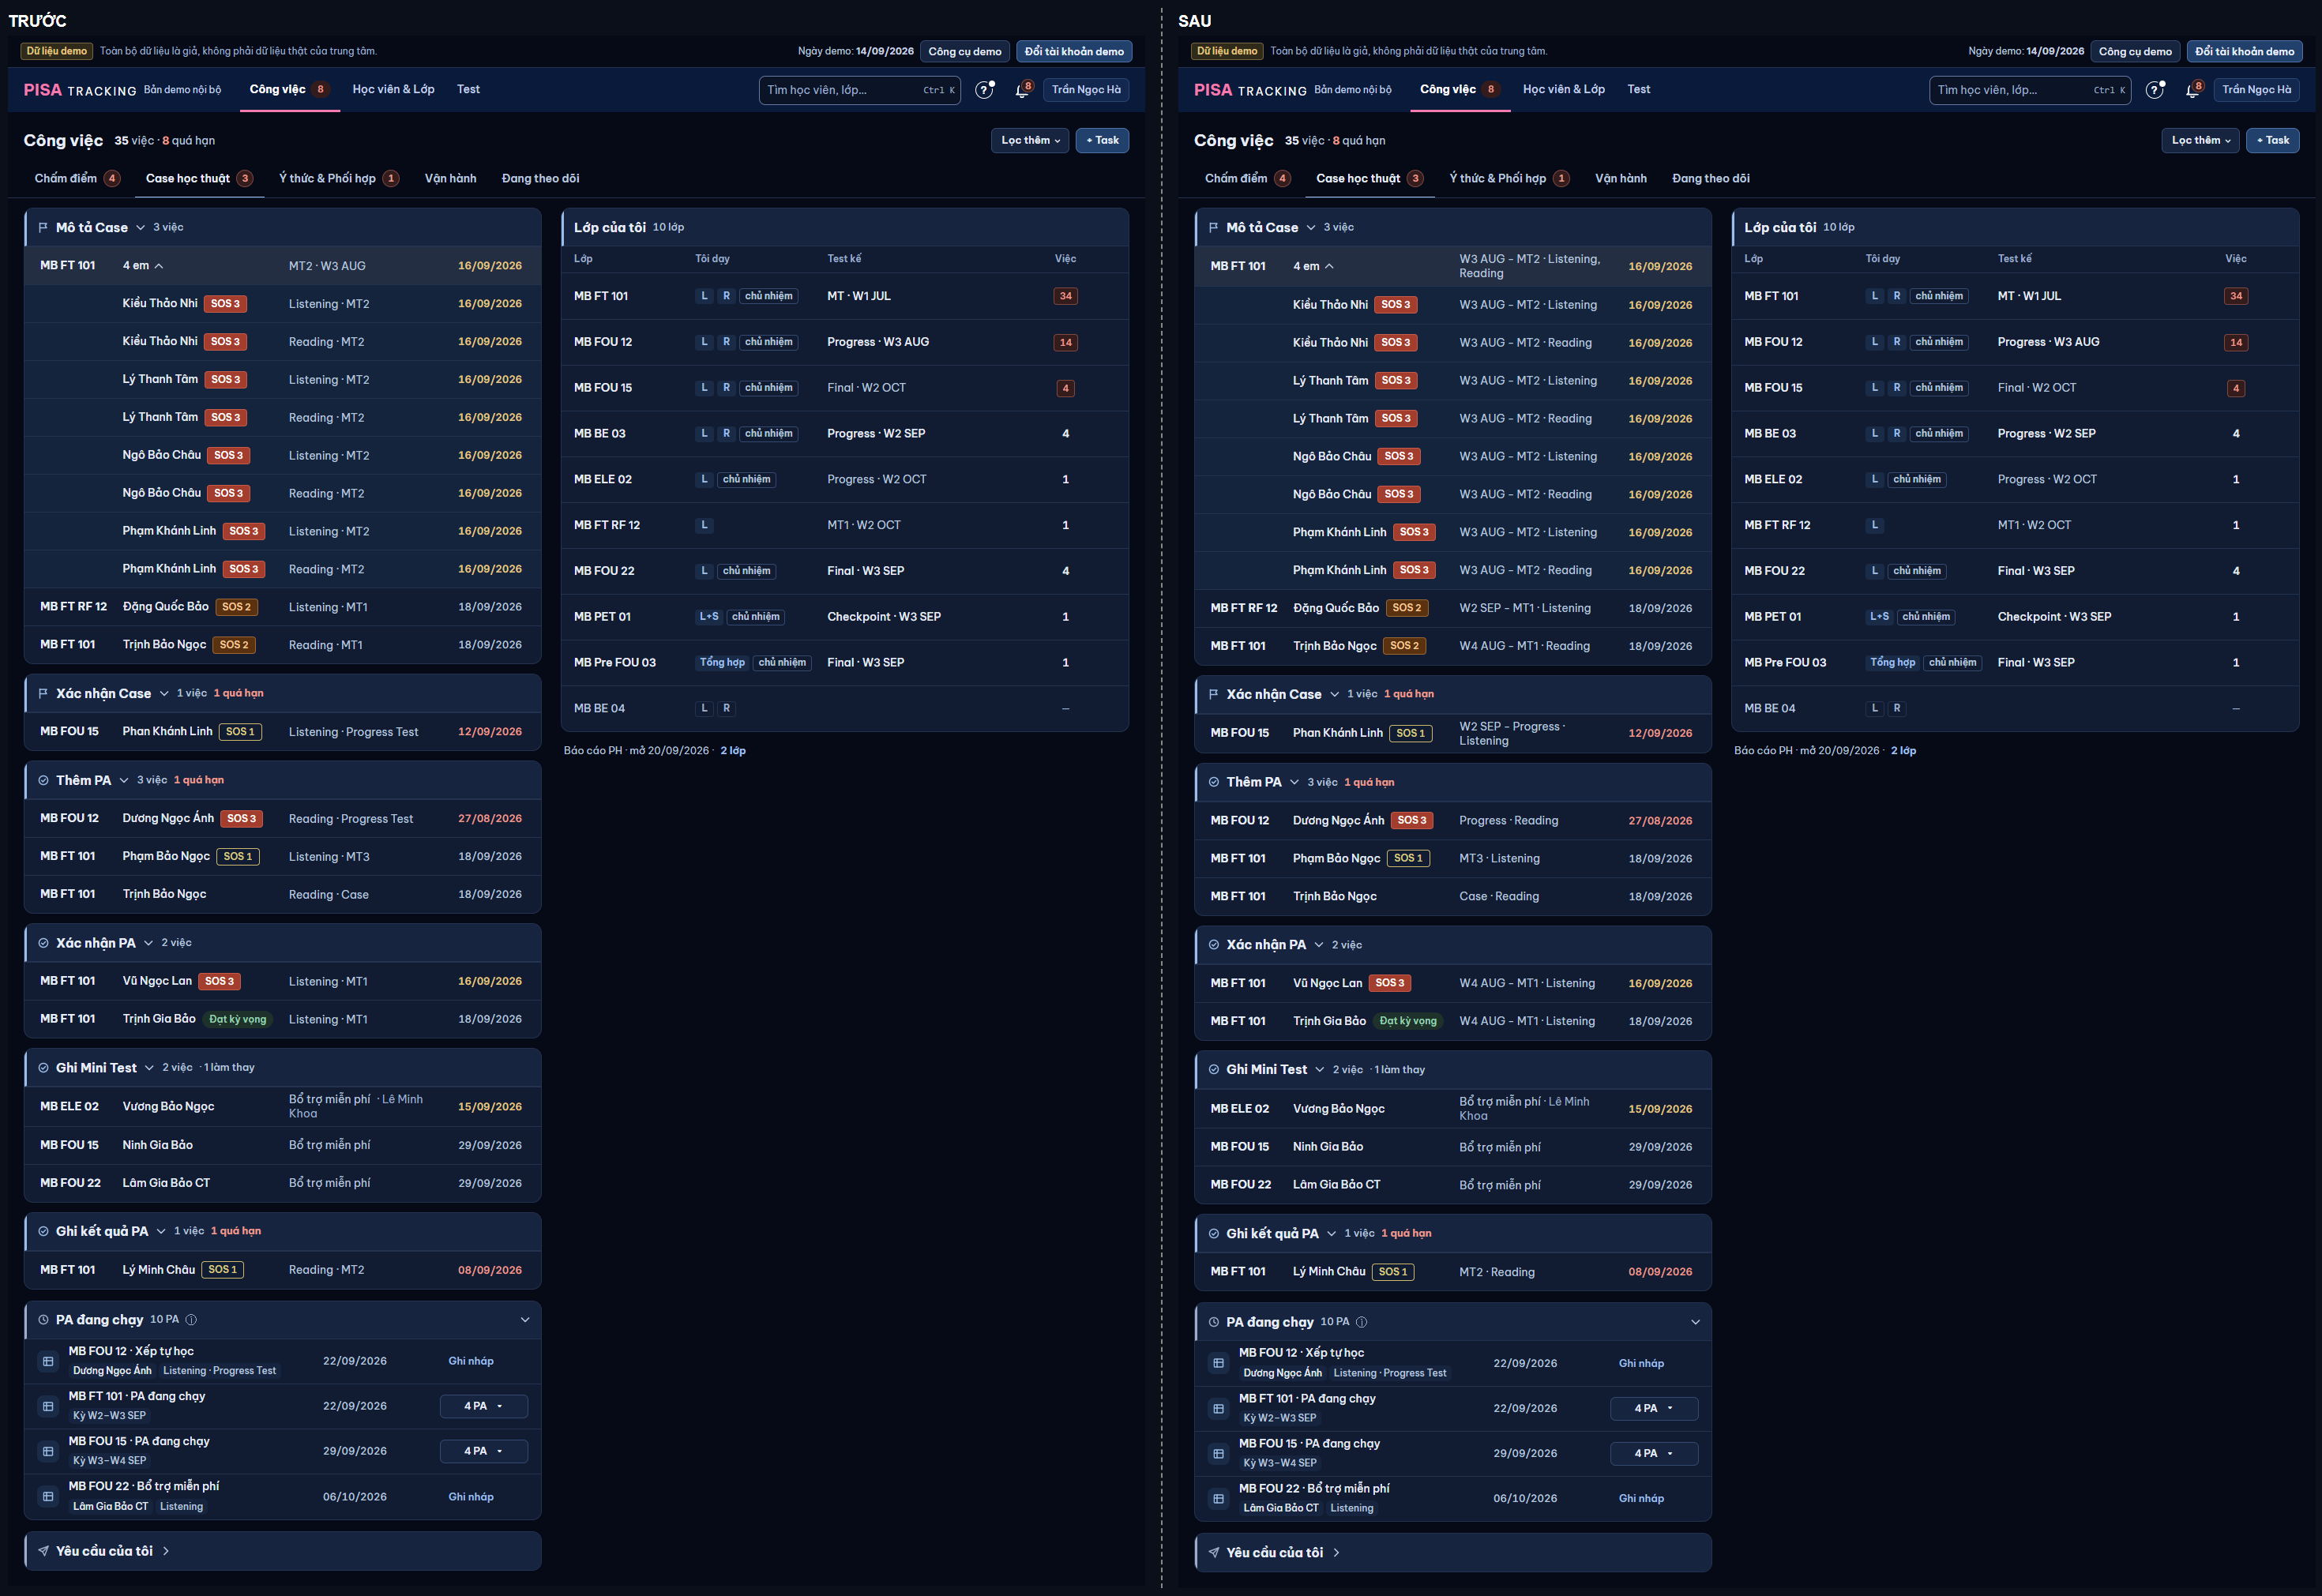 TRƯỚC
Dữ liệu demo Toàn bộ dữ liệu là giả, không phải dữ liệu thật của trung tâm. Ngày demo: 14/09/2026 Công cụ demo Đổi tài khoản demo
PISA TRACKING Bản demo nội bộ Công việc 8 Học viên & Lớp Test Tìm học viên, lớp... Ctrl K ? 8 Trần Ngọc Hà
Công việc 35 việc · 8 quá hạn Lọc thêm + Task
Chấm điểm 4 Case học thuật 3 Ý thức & Phối hợp 1 Vận hành Đang theo dõi
Mô tả Case 3 việc
MB FT 101 4 em MT2 · W3 AUG 16/09/2026
Kiều Thảo Nhi SOS 3 Listening · MT2 16/09/2026
Kiều Thảo Nhi SOS 3 Reading · MT2 16/09/2026
Lý Thanh Tâm SOS 3 Listening · MT2 16/09/2026
Lý Thanh Tâm SOS 3 Reading · MT2 16/09/2026
Ngô Bảo Châu SOS 3 Listening · MT2 16/09/2026
Ngô Bảo Châu SOS 3 Reading · MT2 16/09/2026
Phạm Khánh Linh SOS 3 Listening · MT2 16/09/2026
Phạm Khánh Linh SOS 3 Reading · MT2 16/09/2026
MB FT RF 12 Đặng Quốc Bảo SOS 2 Listening · MT1 18/09/2026
MB FT 101 Trịnh Bảo Ngọc SOS 2 Reading · MT1 18/09/2026
Xác nhận Case 1 việc 1 quá hạn
MB FOU 15 Phan Khánh Linh SOS 1 Listening · Progress Test 12/09/2026
Thêm PA 3 việc 1 quá hạn
MB FOU 12 Dương Ngọc Ánh SOS 3 Reading · Progress Test 27/08/2026
MB FT 101 Phạm Bảo Ngọc SOS 1 Listening · MT3 18/09/2026
MB FT 101 Trịnh Bảo Ngọc Reading · Case 18/09/2026
Xác nhận PA 2 việc
MB FT 101 Vũ Ngọc Lan SOS 3 Listening · MT1 16/09/2026
MB FT 101 Trịnh Gia Bảo Đạt kỳ vọng Listening · MT1 18/09/2026
Ghi Mini Test 2 việc · 1 làm thay
MB ELE 02 Vương Bảo Ngọc Bổ trợ miễn phí · Lê Minh Khoa 15/09/2026
MB FOU 15 Ninh Gia Bảo Bổ trợ miễn phí 29/09/2026
MB FOU 22 Lâm Gia Bảo CT Bổ trợ miễn phí 29/09/2026
Ghi kết quả PA 1 việc 1 quá hạn
MB FT 101 Lý Minh Châu SOS 1 Reading · MT2 08/09/2026
PA đang chạy 10 PA
MB FOU 12 · Xếp tự học 22/09/2026 Ghi nháp
Dương Ngọc Ánh Listening · Progress Test
MB FT 101 · PA đang chạy 22/09/2026 4 PA
Kỳ W2–W3 SEP
MB FOU 15 · PA đang chạy 29/09/2026 4 PA
Kỳ W3–W4 SEP
MB FOU 22 · Bổ trợ miễn phí 06/10/2026 Ghi nháp
Lâm Gia Bảo CT Listening
Yêu cầu của tôi
Lớp của tôi 10 lớp
Lớp Tôi dạy Test kế Việc
MB FT 101 L R chủ nhiệm MT · W1 JUL 34
MB FOU 12 L R chủ nhiệm Progress · W3 AUG 14
MB FOU 15 L R chủ nhiệm Final · W2 OCT 4
MB BE 03 L R chủ nhiệm Progress · W2 SEP 4
MB ELE 02 L chủ nhiệm Progress · W2 OCT 1
MB FT RF 12 L MT1 · W2 OCT 1
MB FOU 22 L chủ nhiệm Final · W3 SEP 4
MB PET 01 L+S chủ nhiệm Checkpoint · W3 SEP 1
MB Pre FOU 03 Tổng hợp chủ nhiệm Final · W3 SEP 1
MB BE 04 L R –
Báo cáo PH · mở 20/09/2026 · 2 lớp
SAU
Dữ liệu demo Toàn bộ dữ liệu là giả, không phải dữ liệu thật của trung tâm. Ngày demo: 14/09/2026 Công cụ demo Đổi tài khoản demo
PISA TRACKING Bản demo nội bộ Công việc 8 Học viên & Lớp Test Tìm học viên, lớp... Ctrl K ? 8 Trần Ngọc Hà
Công việc 35 việc · 8 quá hạn Lọc thêm + Task
Chấm điểm 4 Case học thuật 3 Ý thức & Phối hợp 1 Vận hành Đang theo dõi
Mô tả Case 3 việc
MB FT 101 4 em W3 AUG – MT2 · Listening, Reading 16/09/2026
Kiều Thảo Nhi SOS 3 W3 AUG – MT2 · Listening 16/09/2026
Kiều Thảo Nhi SOS 3 W3 AUG – MT2 · Reading 16/09/2026
Lý Thanh Tâm SOS 3 W3 AUG – MT2 · Listening 16/09/2026
Lý Thanh Tâm SOS 3 W3 AUG – MT2 · Reading 16/09/2026
Ngô Bảo Châu SOS 3 W3 AUG – MT2 · Listening 16/09/2026
Ngô Bảo Châu SOS 3 W3 AUG – MT2 · Reading 16/09/2026
Phạm Khánh Linh SOS 3 W3 AUG – MT2 · Listening 16/09/2026
Phạm Khánh Linh SOS 3 W3 AUG – MT2 · Reading 16/09/2026
MB FT RF 12 Đặng Quốc Bảo SOS 2 W2 SEP – MT1 · Listening 18/09/2026
MB FT 101 Trịnh Bảo Ngọc SOS 2 W4 AUG – MT1 · Reading 18/09/2026
Xác nhận Case 1 việc 1 quá hạn
MB FOU 15 Phan Khánh Linh SOS 1 W2 SEP – Progress · Listening 12/09/2026
Thêm PA 3 việc 1 quá hạn
MB FOU 12 Dương Ngọc Ánh SOS 3 Progress · Reading 27/08/2026
MB FT 101 Phạm Bảo Ngọc SOS 1 MT3 · Listening 18/09/2026
MB FT 101 Trịnh Bảo Ngọc Case · Reading 18/09/2026
Xác nhận PA 2 việc
MB FT 101 Vũ Ngọc Lan SOS 3 W4 AUG – MT1 · Listening 16/09/2026
MB FT 101 Trịnh Gia Bảo Đạt kỳ vọng W4 AUG – MT1 · Listening 18/09/2026
Ghi Mini Test 2 việc · 1 làm thay
MB ELE 02 Vương Bảo Ngọc Bổ trợ miễn phí · Lê Minh Khoa 15/09/2026
MB FOU 15 Ninh Gia Bảo Bổ trợ miễn phí 29/09/2026
MB FOU 22 Lâm Gia Bảo CT Bổ trợ miễn phí 29/09/2026
Ghi kết quả PA 1 việc 1 quá hạn
MB FT 101 Lý Minh Châu SOS 1 MT2 · Reading 08/09/2026
PA đang chạy 10 PA
MB FOU 12 · Xếp tự học 22/09/2026 Ghi nháp
Dương Ngọc Ánh Listening · Progress Test
MB FT 101 · PA đang chạy 22/09/2026 4 PA
Kỳ W2–W3 SEP
MB FOU 15 · PA đang chạy 29/09/2026 4 PA
Kỳ W3–W4 SEP
MB FOU 22 · Bổ trợ miễn phí 06/10/2026 Ghi nháp
Lâm Gia Bảo CT Listening
Yêu cầu của tôi
Lớp của tôi 10 lớp
Lớp Tôi dạy Test kế Việc
MB FT 101 L R chủ nhiệm MT · W1 JUL 34
MB FOU 12 L R chủ nhiệm Progress · W3 AUG 14
MB FOU 15 L R chủ nhiệm Final · W2 OCT 4
MB BE 03 L R chủ nhiệm Progress · W2 SEP 4
MB ELE 02 L chủ nhiệm Progress · W2 OCT 1
MB FT RF 12 L MT1 · W2 OCT 1
MB FOU 22 L chủ nhiệm Final · W3 SEP 4
MB PET 01 L+S chủ nhiệm Checkpoint · W3 SEP 1
MB Pre FOU 03 Tổng hợp chủ nhiệm Final · W3 SEP 1
MB BE 04 L R –
Báo cáo PH · mở 20/09/2026 · 2 lớp